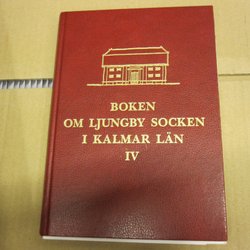 BOKEN
OM LJUNGBY SOCKEN
I KALMAR LÄN
IV